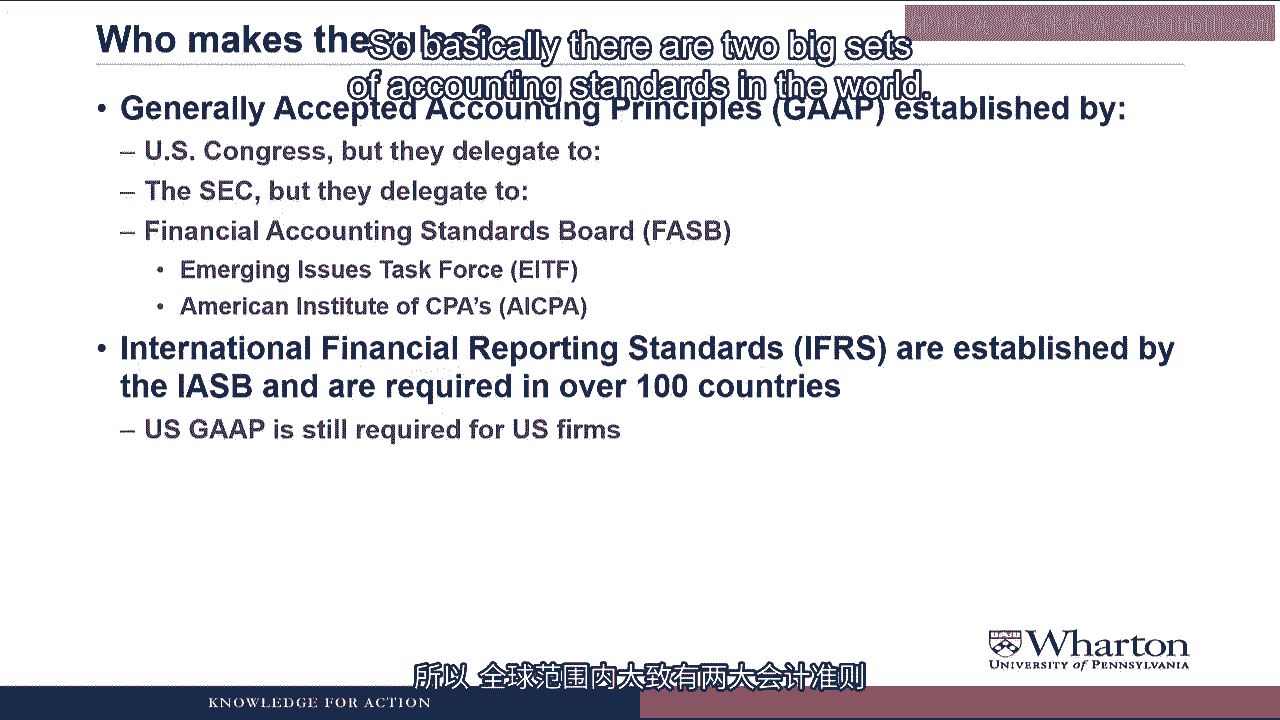 Who makes the rules?
So basically there are two big sets
of accounting standards in the world.
• Generally Accepted Accounting Principles (GAAP) established by:
– U.S. Congress, but they delegate to:
– The SEC, but they delegate to:
– Financial Accounting Standards Board (FASB)
• Emerging Issues Task Force (EITF)
• American Institute of CPA's (AICPA)
• International Financial Reporting Standards (IFRS) are established by
the IASB and are required in over 100 countries
– US GAAP is still required for US firms
Wharton
UNIVERSITY of PENNSYLVANIA
所以 全球范围内大致有两大会计准则
KNOWLEDGE FOR ACTION